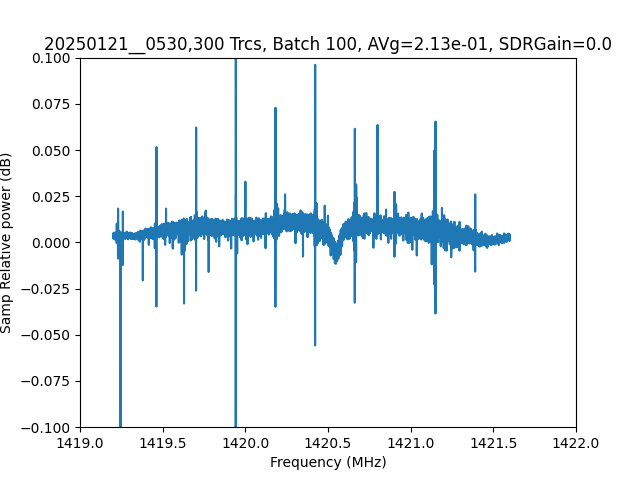 20250121__0530,300 Trcs, Batch 100, AVg=2.13e-01, SDRGain=0.0
0.100
0.075
0.050
0.025
0.000
−0.025
−0.050
−0.075
−0.100
Samp Relative power (dB)
1419.0 1419.5 1420.0 1420.5 1421.0 1421.5 1422.0
Frequency (MHz)